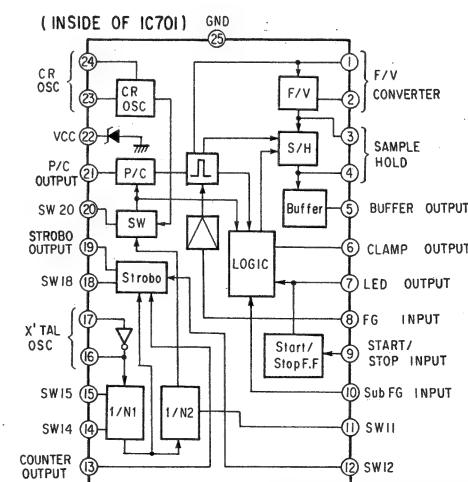 (INSIDE OF IC701)
GND
25
24
CR
OSC
23
CR
OSC
VCC
22
P/C
OUTPUT
21
P/C
SW 20
20
SW
STROBO
OUTPUT
19
Strobo
SW18
18
X'TAL
OSC
17
16
SW15
15
1/N1
1/N2
SW14
14
COUNTER
OUTPUT
13
1
F/V
CONVERTER
F/V
2
3
SAMPLE
HOLD
S/H
4
Buffer
5
BUFFER OUTPUT
LOGIC
6
CLAMP OUTPUT
7
LED OUTPUT
8
FG INPUT
Start/
Stop F.F
9
START/
STOP INPUT
10
Sub FG INPUT
11
SW11
12
SW12